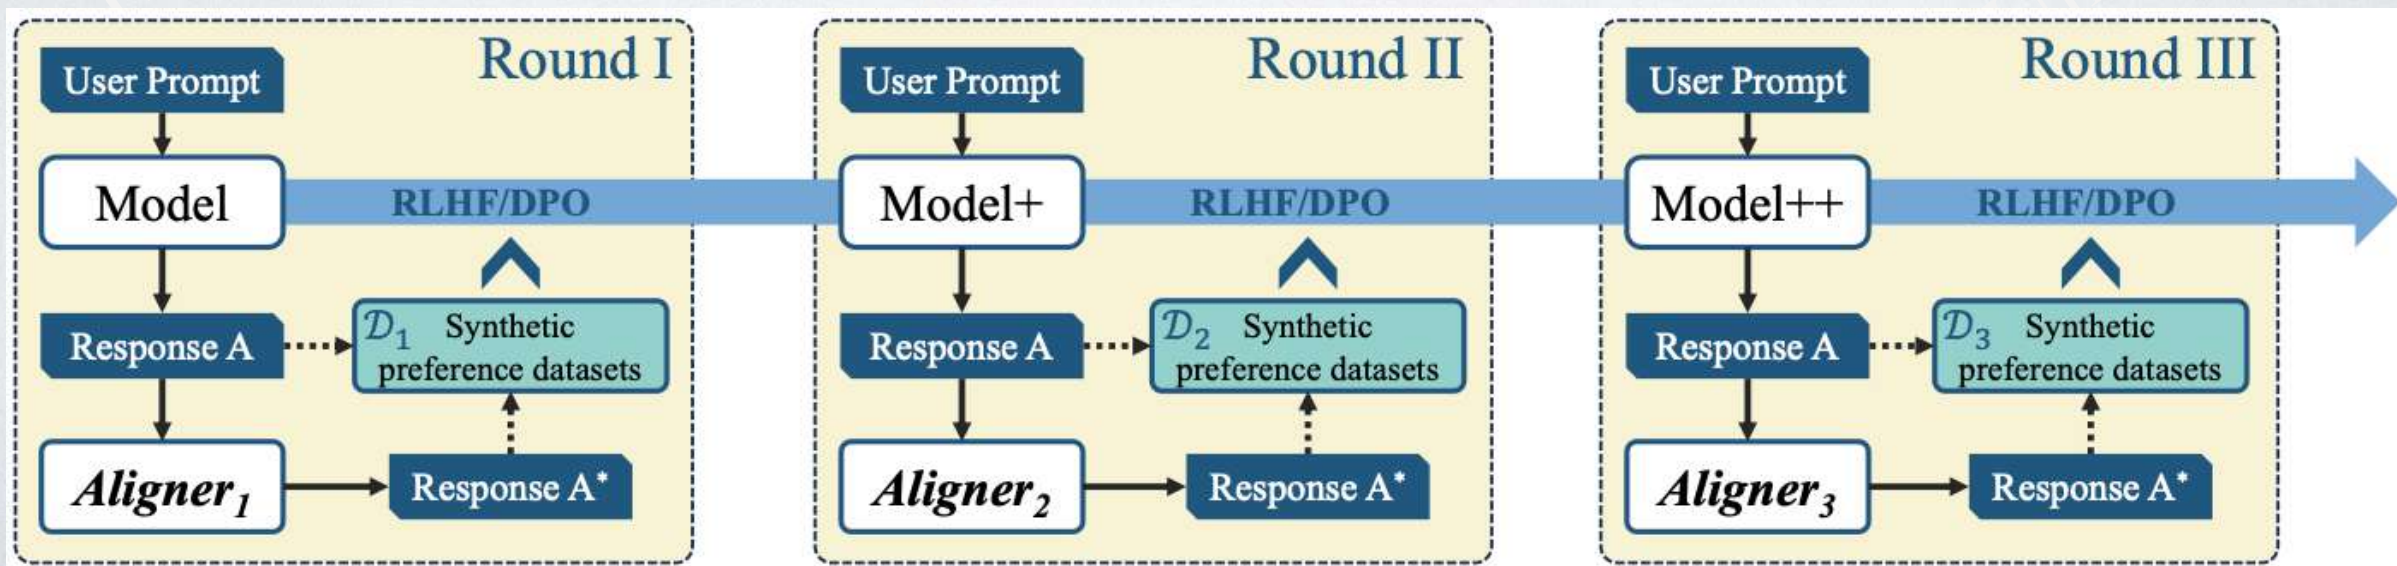 Round I
User Prompt
Model
RLHF/DPO
Response A
𝒟₁ Synthetic
preference datasets
Aligner₁
Response A*
Round II
User Prompt
Model+
RLHF/DPO
Response A
𝒟₂ Synthetic
preference datasets
Aligner₂
Response A*
Round III
User Prompt
Model++
RLHF/DPO
Response A
𝒟₃ Synthetic
preference datasets
Aligner₃
Response A*